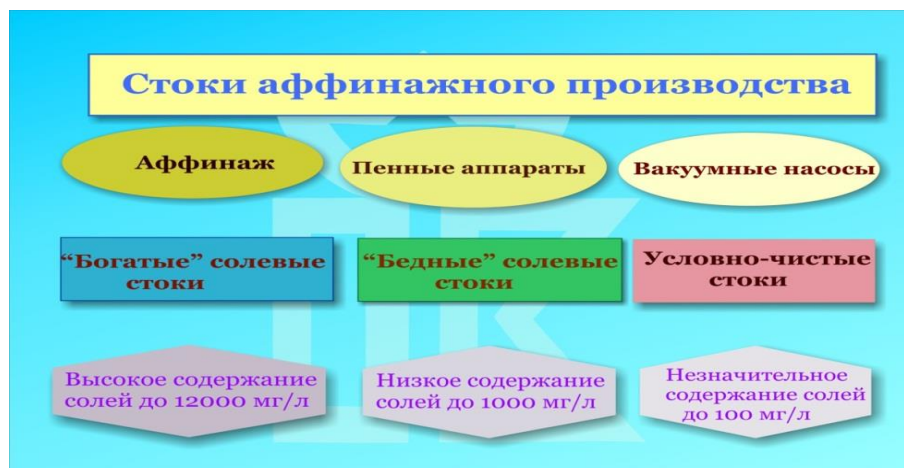 Стоки аффинажного производства
Аффинаж
Пенные аппараты
Вакуумные насосы
“Богатые” солевые
стоки
“Бедные” солевые
стоки
Условно-чистые
стоки
Высокое содержание
солей до 12000 мг/л
Низкое содержание
солей до 1000 мг/л
Незначительное
содержание солей
до 100 мг/л